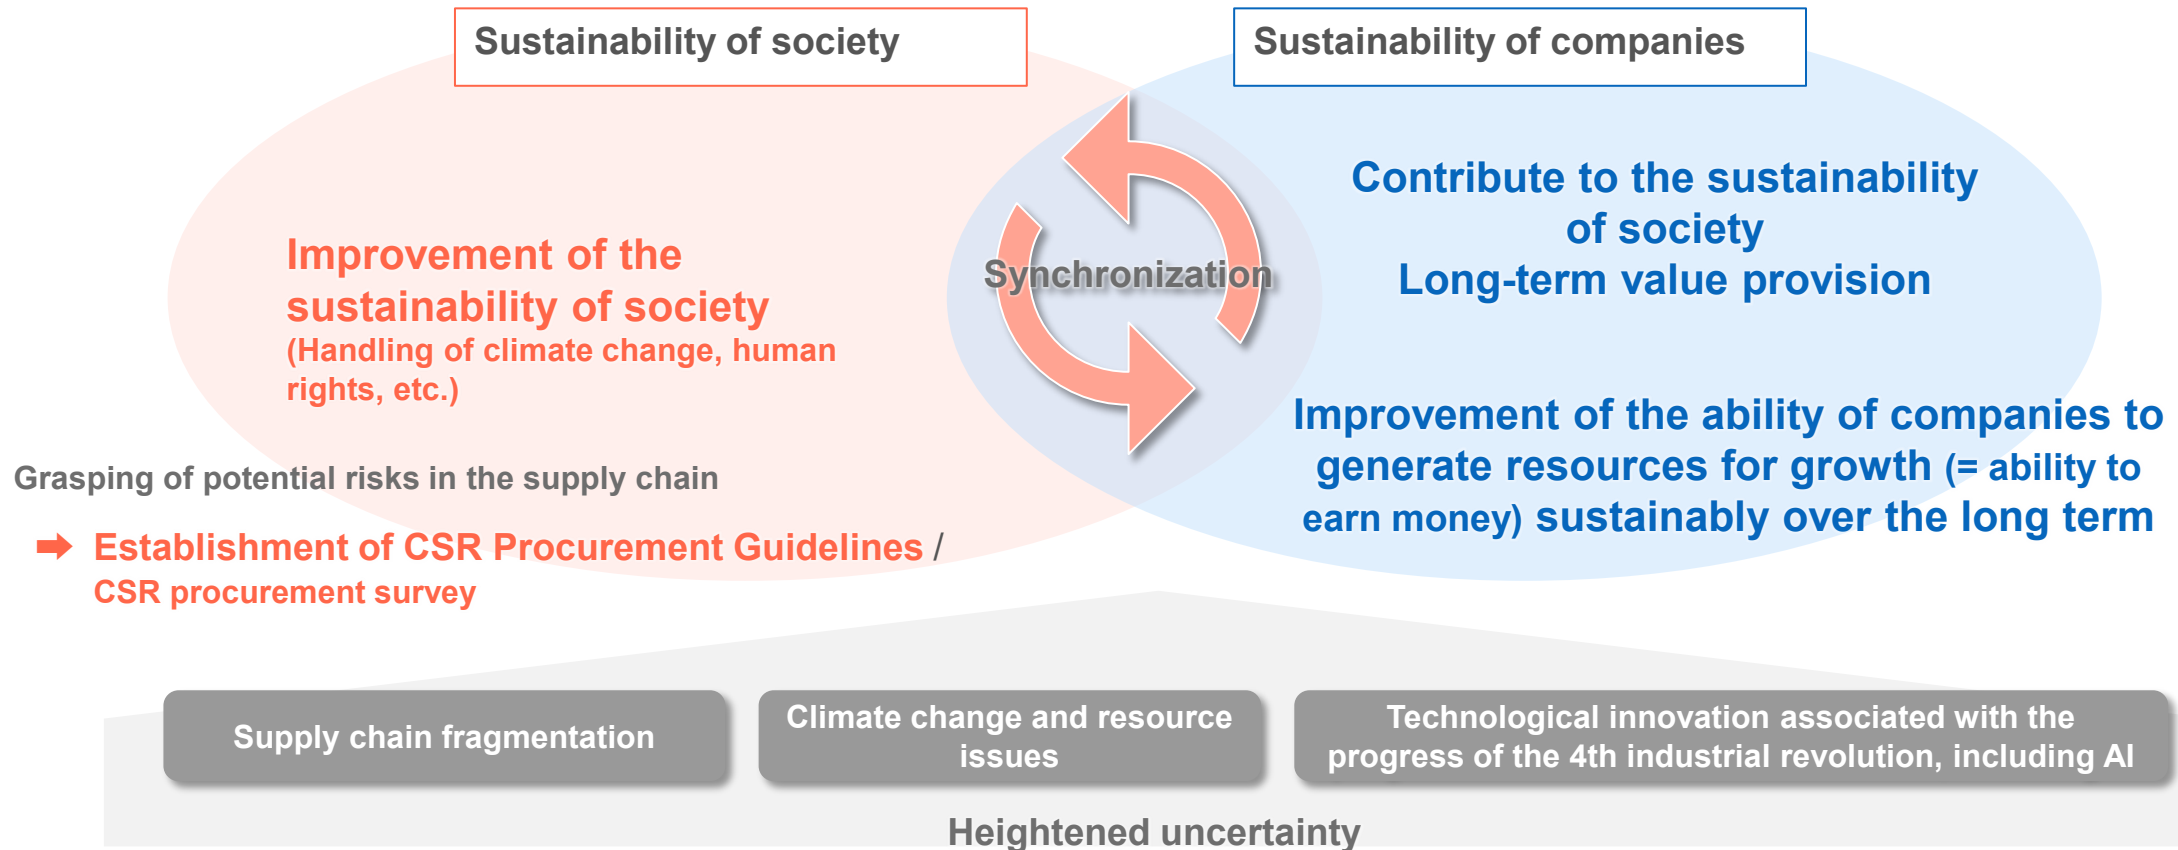 Sustainability of society
Sustainability of companies
Improvement of the
sustainability of society
(Handling of climate change, human
rights, etc.)
Synchronization
Contribute to the sustainability
of society
Long-term value provision
Improvement of the ability of companies to
generate resources for growth (= ability to
earn money) sustainably over the long term
Grasping of potential risks in the supply chain
Establishment of CSR Procurement Guidelines /
CSR procurement survey
Supply chain fragmentation
Climate change and resource
issues
Technological innovation associated with the
progress of the 4th industrial revolution, including AI
Heightened uncertainty